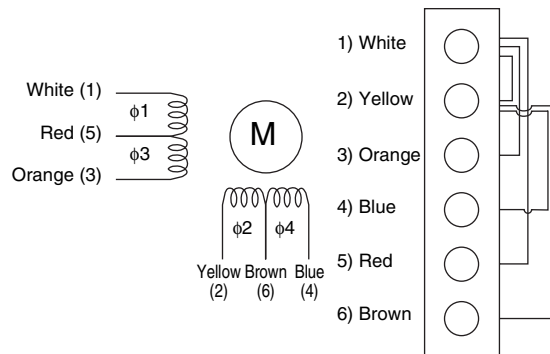 White (1)
ϕ1
Red (5)
ϕ3
Orange (3)
M
ϕ2
ϕ4
Yellow Brown Blue
(2) (6) (4)
1) White
2) Yellow
3) Orange
4) Blue
5) Red
6) Brown